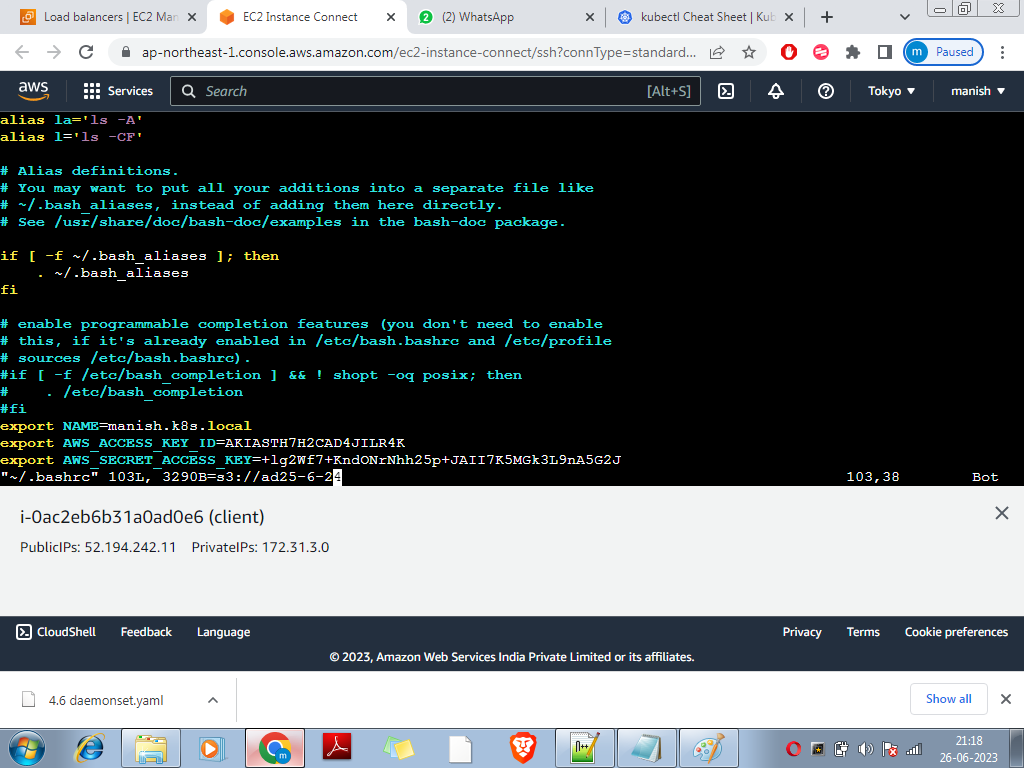 Load balancers | EC2 Man
EC2 Instance Connect
(2) WhatsApp
kubectl Cheat Sheet | Kub
ap-northeast-1.console.aws.amazon.com/ec2-instance-connect/ssh?connType=standard...
m Paused
aws
Services
Search
[Alt+S]
Tokyo
manish
alias la='ls -A'
alias l='ls -CF'
# Alias definitions.
# You may want to put all your additions into a separate file like
# ~/.bash_aliases, instead of adding them here directly.
# See /usr/share/doc/bash-doc/examples in the bash-doc package.
if [ -f ~/.bash_aliases ]; then
. ~/.bash_aliases
fi
# enable programmable completion features (you don't need to enable
# this, if it's already enabled in /etc/bash.bashrc and /etc/profile
# sources /etc/bash.bashrc).
#if [ -f /etc/bash_completion ] && ! shopt -oq posix; then
# . /etc/bash_completion
#fi
export NAME=manish.k8s.local
export AWS_ACCESS_KEY_ID=AKIASTH7H2CAD4JILR4K
export AWS_SECRET_ACCESS_KEY=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
"~/.bashrc" 103L, 3290B=s3://ad25-6-24
103,38
Bot
i-0ac2eb6b31a0ad0e6 (client)
PublicIPs: 52.194.242.11 PrivateIPs: 172.31.3.0
CloudShell
Feedback
Language
Privacy
Terms
Cookie preferences
© 2023, Amazon Web Services India Private Limited or its affiliates.
4.6 daemonset.yaml
Show all
21:18
26-06-2023